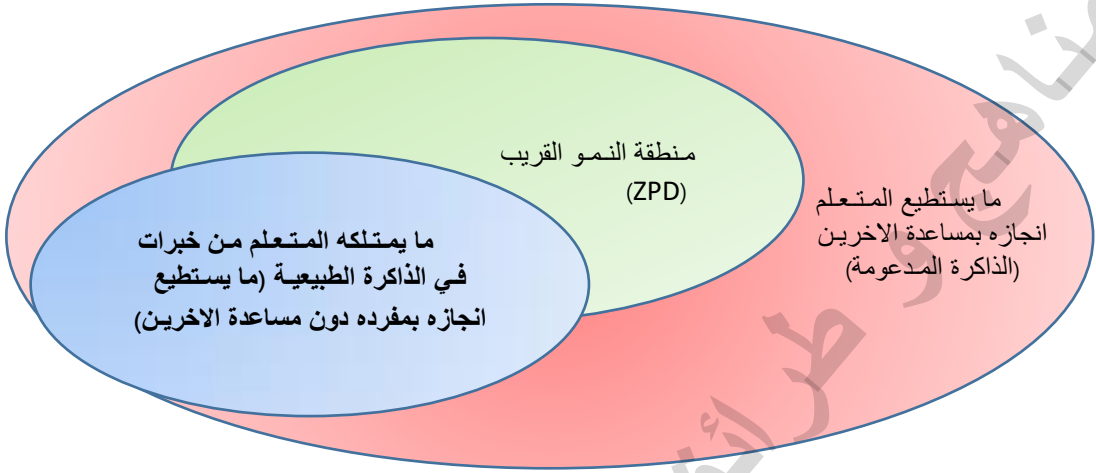 منطقة النمو القريب
(ZPD)
ما يستطيع المتعلم
انجازه بمساعدة الاخرين
(الذاكرة المدعومة)
ما يمتلكه المتعلم من خبرات
في الذاكرة الطبيعية (ما يستطيع
انجازه بمفرده دون مساعدة الاخرين)